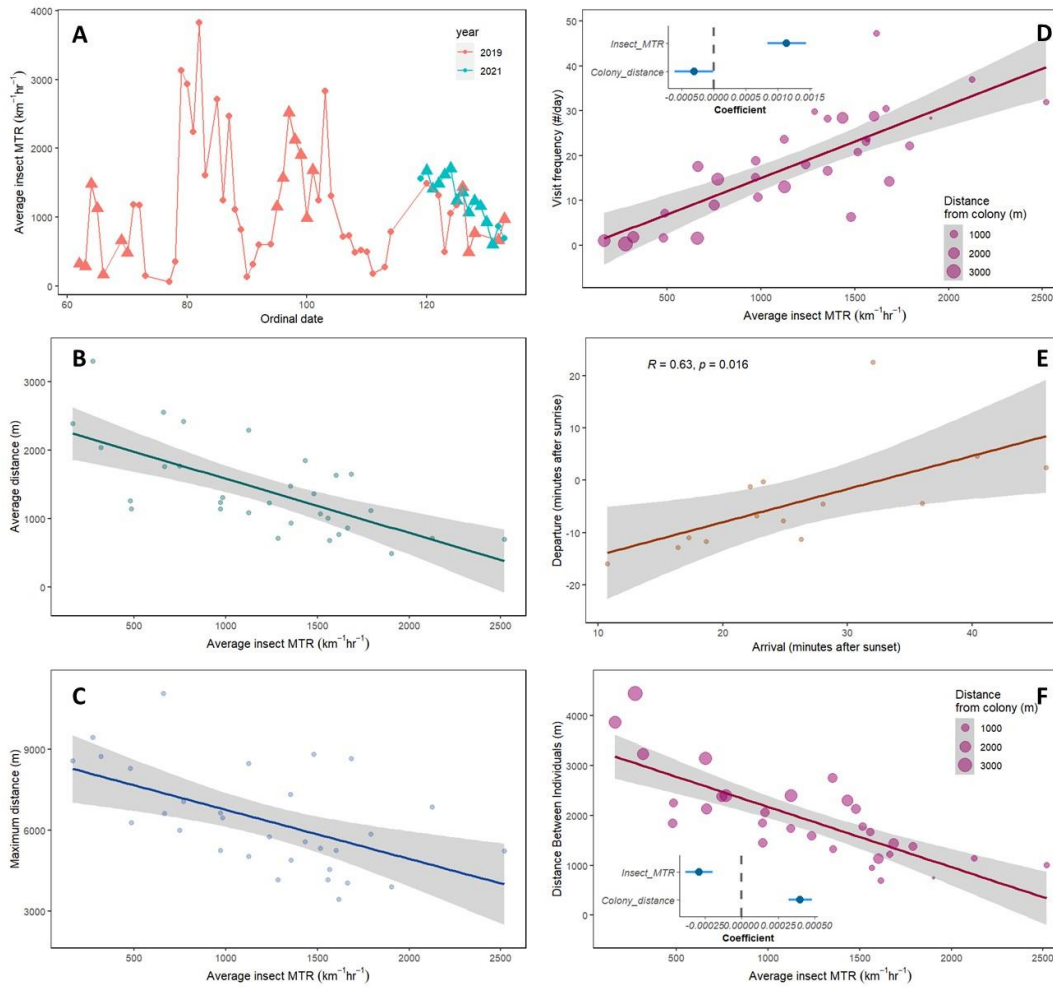 A
year
2019
2021
4000
3000
2000
1000
0
Average insect MTR (km⁻¹hr⁻¹)
60
80
100
120
Ordinal date
D
50
40
30
20
10
0
Visit frequency (#/day)
Insect_MTR
Colony_distance
-0.0005
0.0000
0.0005
0.0010
0.0015
Coefficient
Distance
from colony (m)
1000
2000
3000
500
1000
1500
2000
2500
Average insect MTR (km⁻¹hr⁻¹)
B
3000
2000
1000
0
Average distance (m)
500
1000
1500
2000
2500
Average insect MTR (km⁻¹hr⁻¹)
E
R = 0.63, p = 0.016
20
10
0
-10
-20
Departure (minutes after sunrise)
10
20
30
40
Arrival (minutes after sunset)
C
9000
6000
3000
Maximum distance (m)
500
1000
1500
2000
2500
Average insect MTR (km⁻¹hr⁻¹)
F
Distance
from colony (m)
1000
2000
3000
4000
3000
2000
1000
0
Distance Between Individuals (m)
Insect_MTR
Colony_distance
-0.00025
0.00000
0.00025
0.00050
Coefficient
500
1000
1500
2000
2500
Average insect MTR (km⁻¹hr⁻¹)